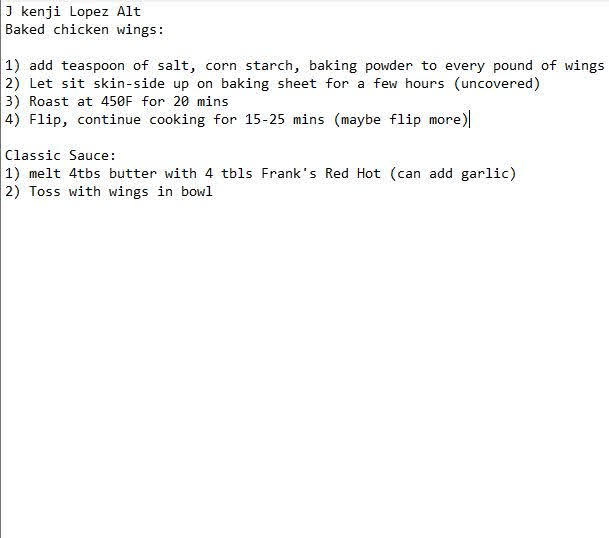 J kenji Lopez Alt
Baked chicken wings:
1) add teaspoon of salt, corn starch, baking powder to every pound of wings
2) Let sit skin-side up on baking sheet for a few hours (uncovered)
3) Roast at 450F for 20 mins
4) Flip, continue cooking for 15-25 mins (maybe flip more)
Classic Sauce:
1) melt 4tbs butter with 4 tbls Frank's Red Hot (can add garlic)
2) Toss with wings in bowl